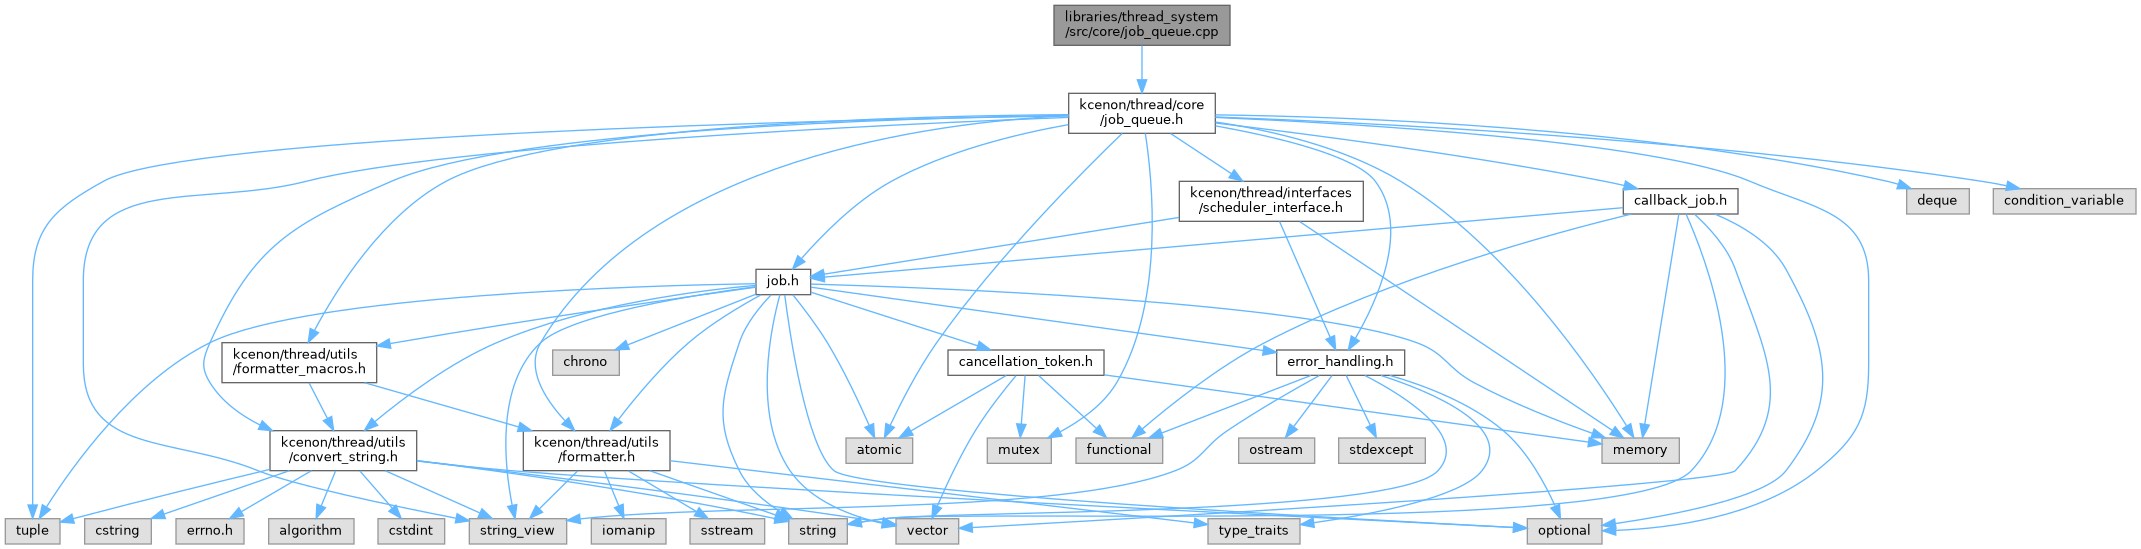 libraries/thread_system
/src/core/job_queue.cpp
kcenon/thread/core
/job_queue.h
kcenon/thread/interfaces
/scheduler_interface.h
callback_job.h
deque
condition_variable
job.h
kcenon/thread/utils
/formatter_macros.h
chrono
cancellation_token.h
error_handling.h
kcenon/thread/utils
/convert_string.h
kcenon/thread/utils
/formatter.h
atomic
mutex
functional
ostream
stdexcept
memory
tuple
cstring
errno.h
algorithm
cstdint
string_view
iomanip
sstream
string
vector
type_traits
optional